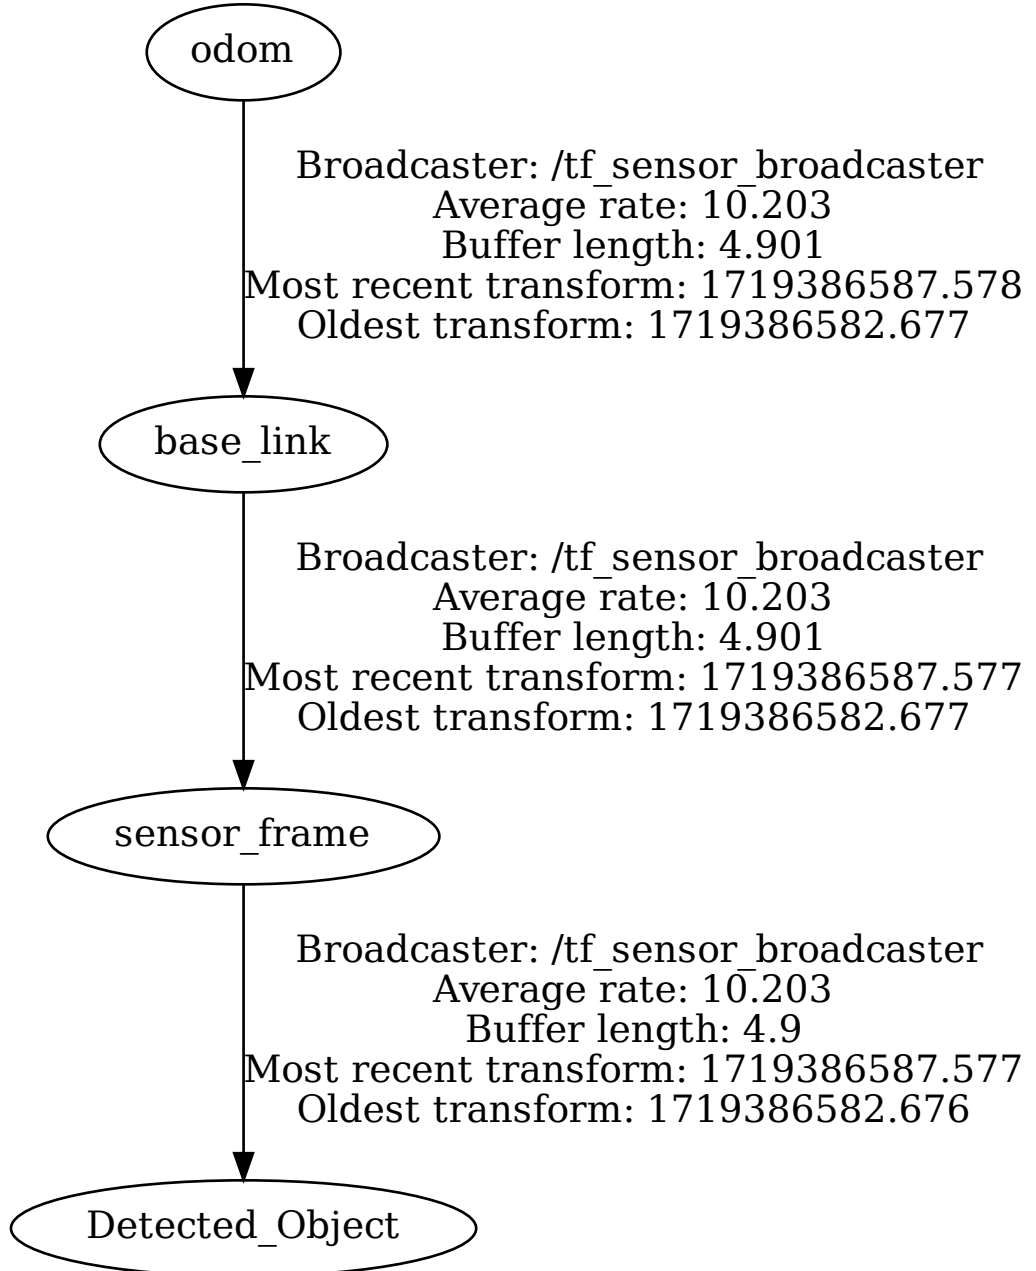 odom
Broadcaster: /tf_sensor_broadcaster
Average rate: 10.203
Buffer length: 4.901
Most recent transform: 1719386587.578
Oldest transform: 1719386582.677
base_link
Broadcaster: /tf_sensor_broadcaster
Average rate: 10.203
Buffer length: 4.901
Most recent transform: 1719386587.577
Oldest transform: 1719386582.677
sensor_frame
Broadcaster: /tf_sensor_broadcaster
Average rate: 10.203
Buffer length: 4.9
Most recent transform: 1719386587.577
Oldest transform: 1719386582.676
Detected_Object